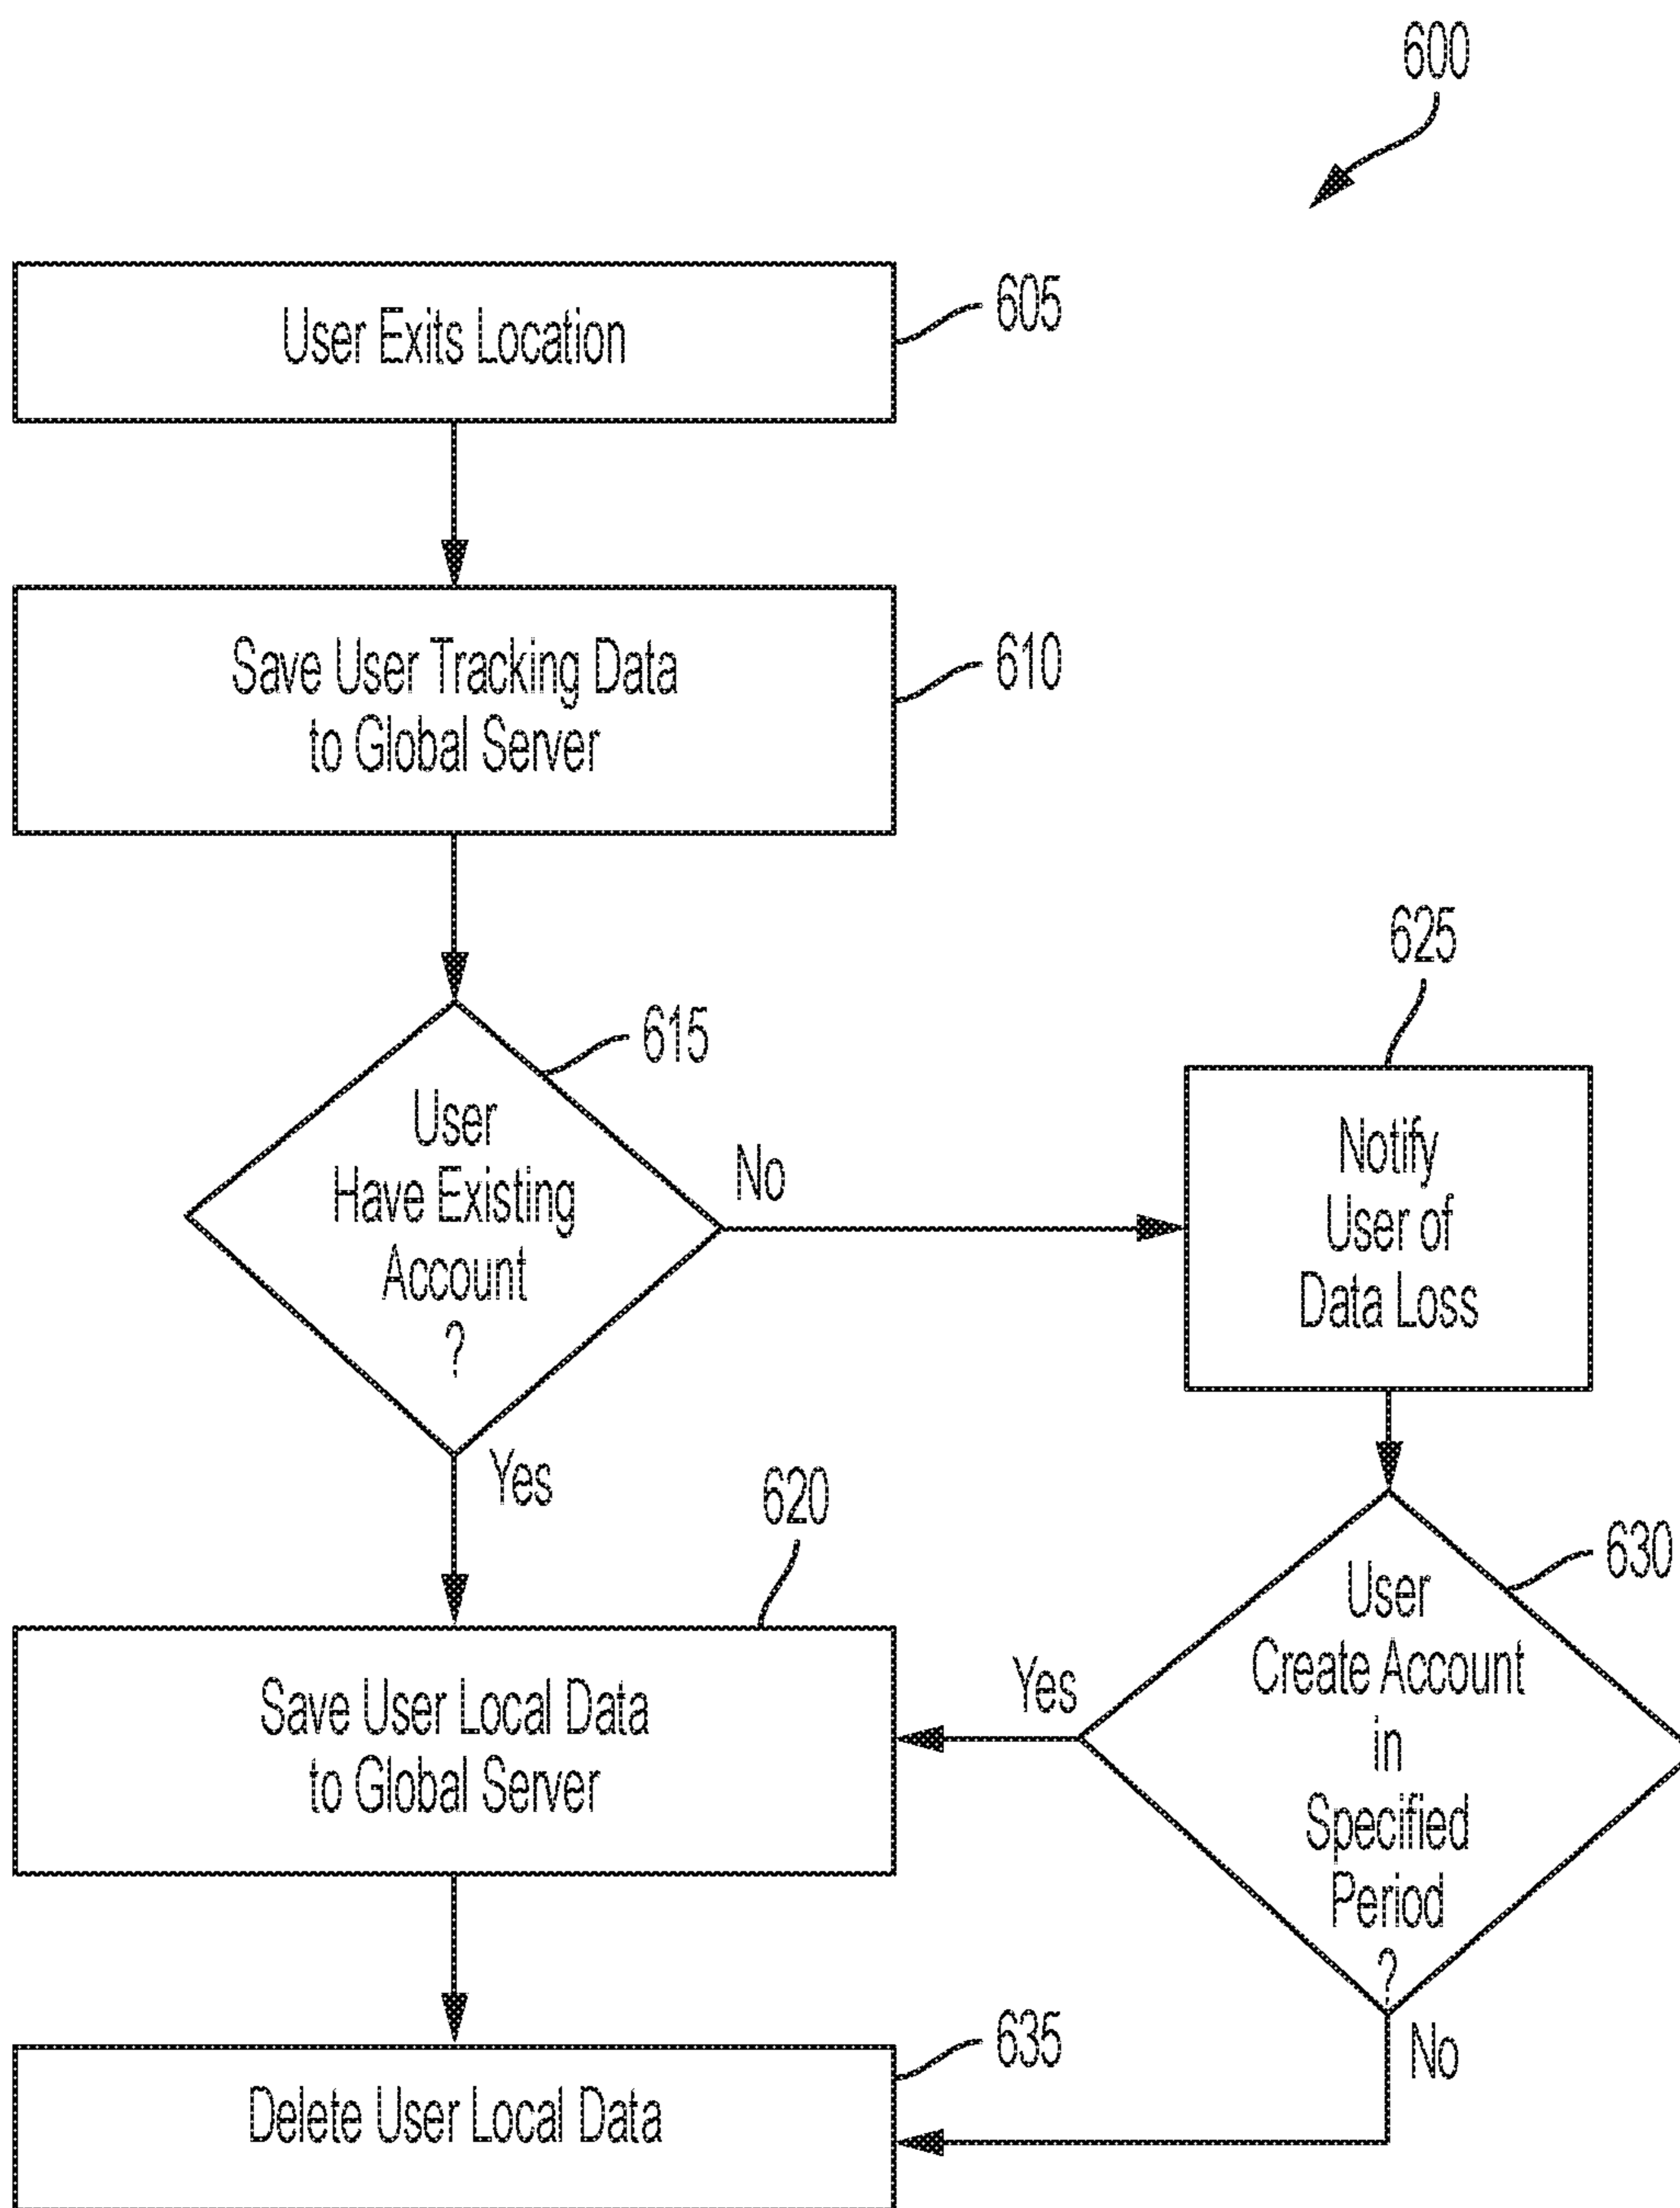 600
User Exits Location
605
Save User Tracking Data
to Global Server
610
615
User
Have Existing
Account
?
No
Yes
625
Notify
User of
Data Loss
620
Save User Local Data
to Global Server
630
User
Create Account
in
Specified
Period
?
Yes
No
635
Delete User Local Data